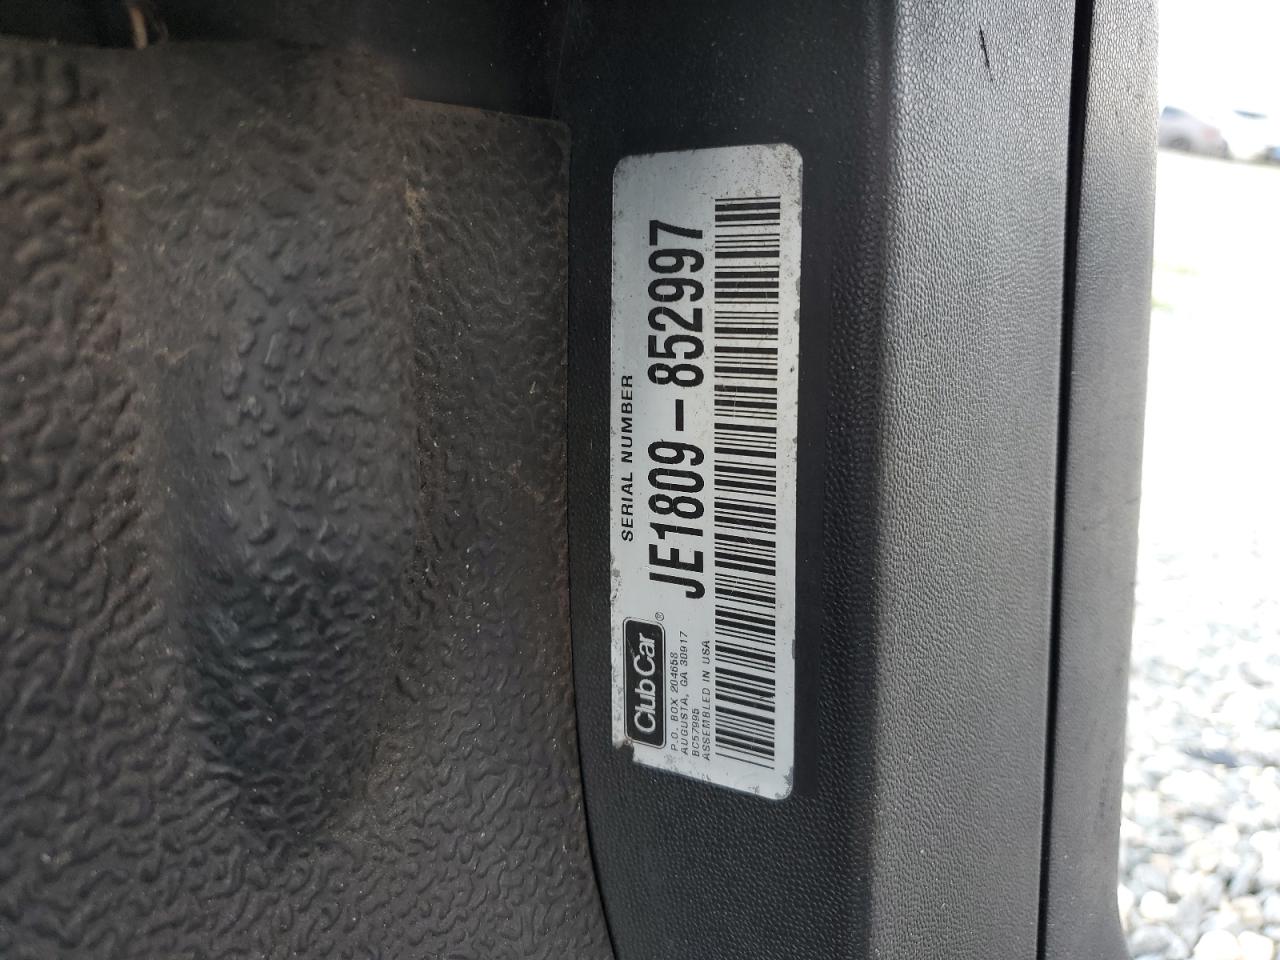 SERIAL NUMBER
JE1809-852997
Club Car®
P.O. BOX 204658
AUGUSTA, GA 30917
BC57995
ASSEMBLED IN USA